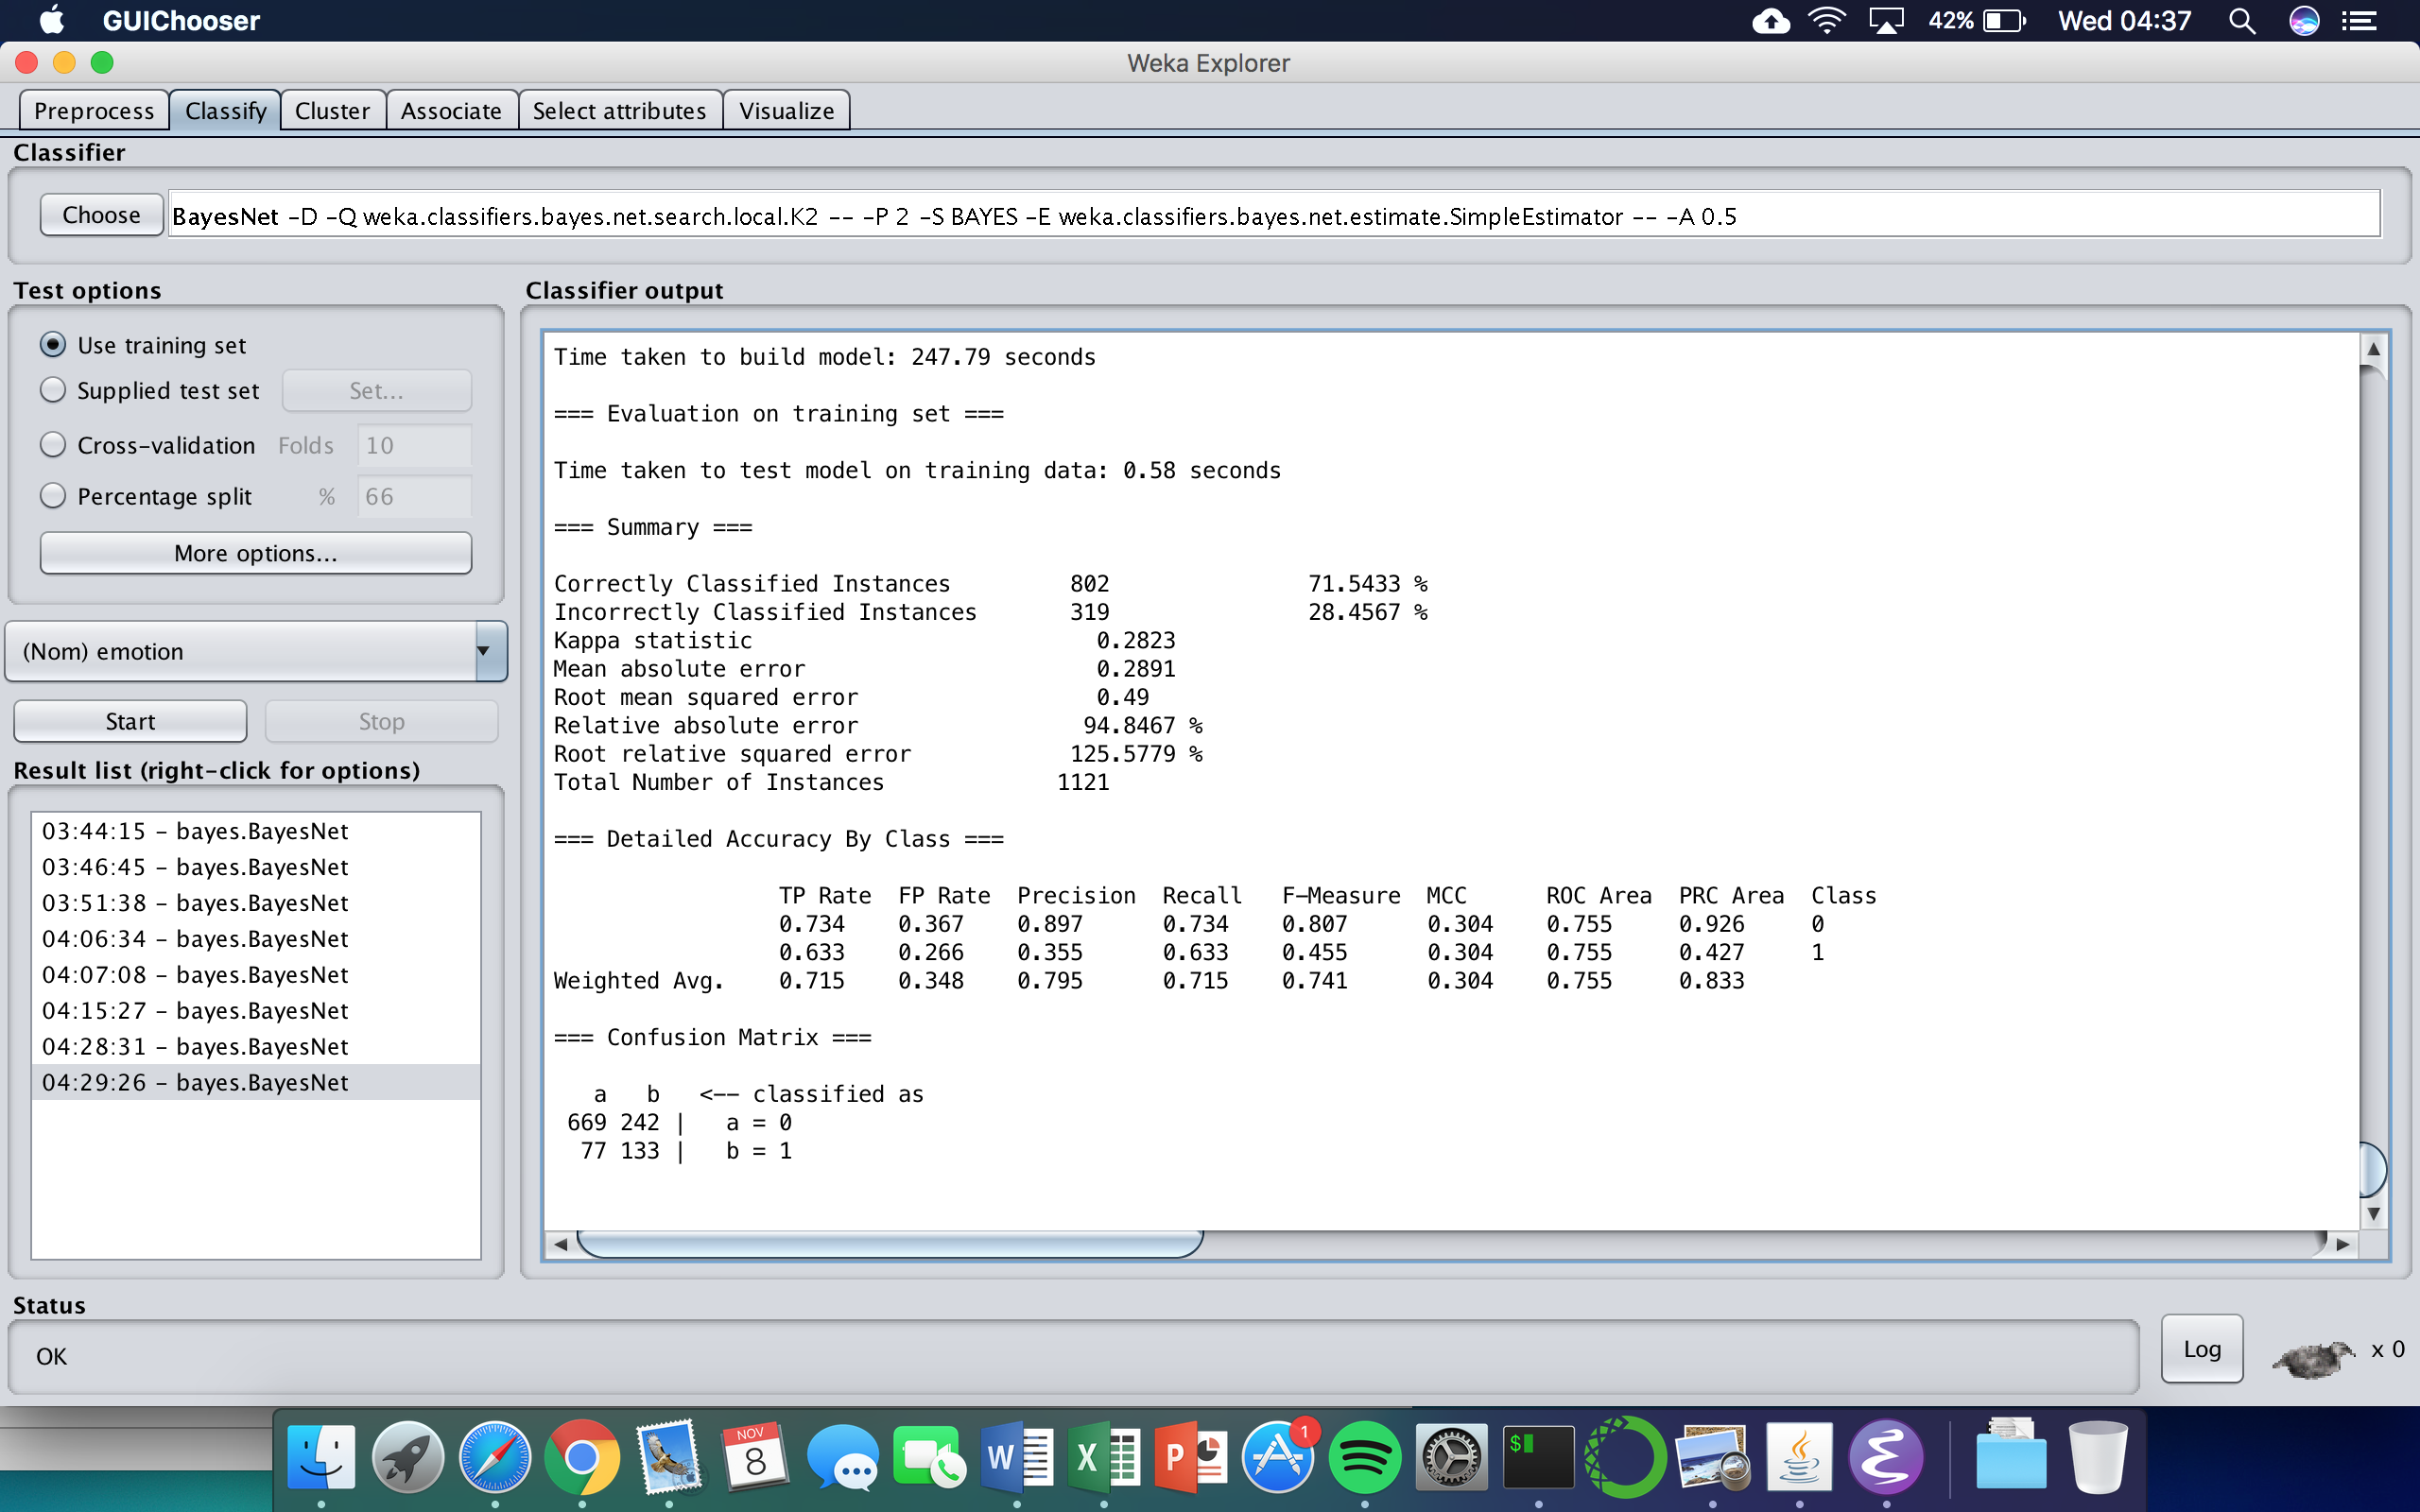 GUIChooser 42% Wed 04:37
Weka Explorer
Preprocess Classify Cluster Associate Select attributes Visualize
Classifier
Choose BayesNet -D -Q weka.classifiers.bayes.net.search.local.K2 -- -P 2 -S BAYES -E weka.classifiers.bayes.net.estimate.SimpleEstimator -- -A 0.5
Test options
Use training set
Supplied test set Set...
Cross-validation Folds 10
Percentage split % 66
More options...
(Nom) emotion
Start Stop
Result list (right-click for options)
03:44:15 - bayes.BayesNet
03:46:45 - bayes.BayesNet
03:51:38 - bayes.BayesNet
04:06:34 - bayes.BayesNet
04:07:08 - bayes.BayesNet
04:15:27 - bayes.BayesNet
04:28:31 - bayes.BayesNet
04:29:26 - bayes.BayesNet
Classifier output
Time taken to build model: 247.79 seconds
=== Evaluation on training set ===
Time taken to test model on training data: 0.58 seconds
=== Summary ===
Correctly Classified Instances 802 71.5433 %
Incorrectly Classified Instances 319 28.4567 %
Kappa statistic 0.2823
Mean absolute error 0.2891
Root mean squared error 0.49
Relative absolute error 94.8467 %
Root relative squared error 125.5779 %
Total Number of Instances 1121
=== Detailed Accuracy By Class ===
TP Rate FP Rate Precision Recall F-Measure MCC ROC Area PRC Area Class
0.734 0.367 0.897 0.734 0.807 0.304 0.755 0.926 0
0.633 0.266 0.355 0.633 0.455 0.304 0.755 0.427 1
Weighted Avg. 0.715 0.348 0.795 0.715 0.741 0.304 0.755 0.833
=== Confusion Matrix ===
a b <-- classified as
669 242 | a = 0
77 133 | b = 1
Status
OK
Log x 0
NOV
8
W
X
P
1
$